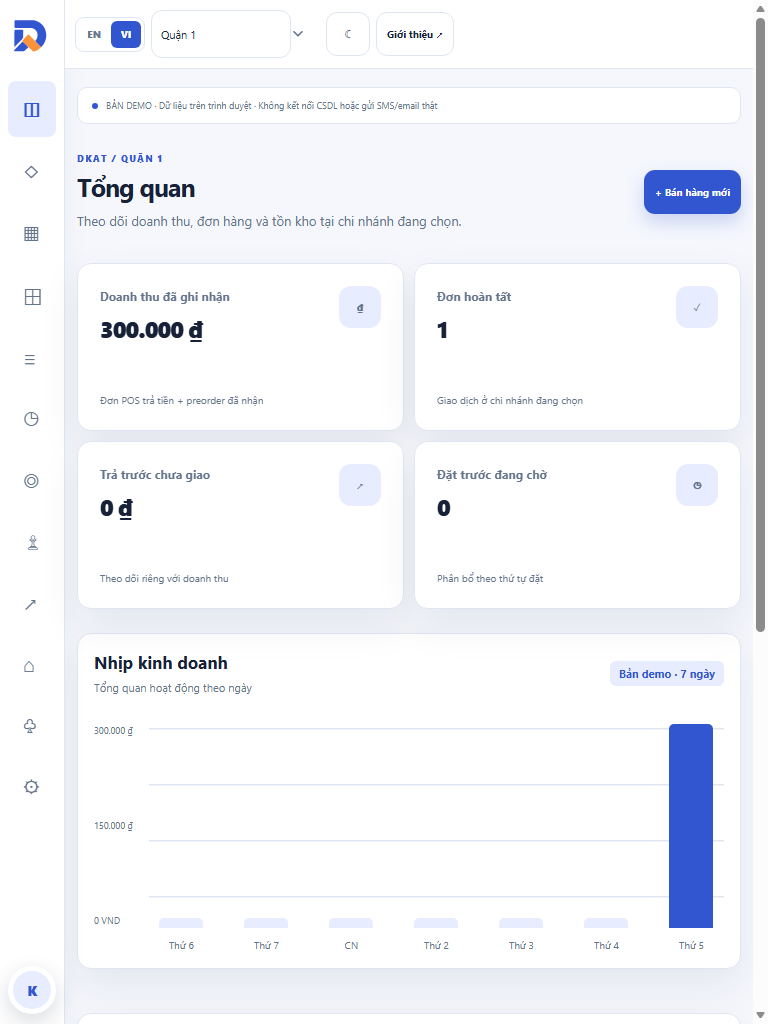 EN VI Quận 1 Giới thiệu ↗
BẢN DEMO · Dữ liệu trên trình duyệt · Không kết nối CSDL hoặc gửi SMS/email thật
DKAT / QUẬN 1
Tổng quan
+ Bán hàng mới
Theo dõi doanh thu, đơn hàng và tồn kho tại chi nhánh đang chọn.
Doanh thu đã ghi nhận
₫
300.000 ₫
Đơn POS trả tiền + preorder đã nhận
Đơn hoàn tất
✓
1
Giao dịch ở chi nhánh đang chọn
Trả trước chưa giao
↗
0 ₫
Theo dõi riêng với doanh thu
Đặt trước đang chờ
0
Phân bổ theo thứ tự đặt
Nhịp kinh doanh
Bản demo · 7 ngày
Tổng quan hoạt động theo ngày
300.000 ₫
150.000 ₫
0 VND
Thứ 6 Thứ 7 CN Thứ 2 Thứ 3 Thứ 4 Thứ 5
K